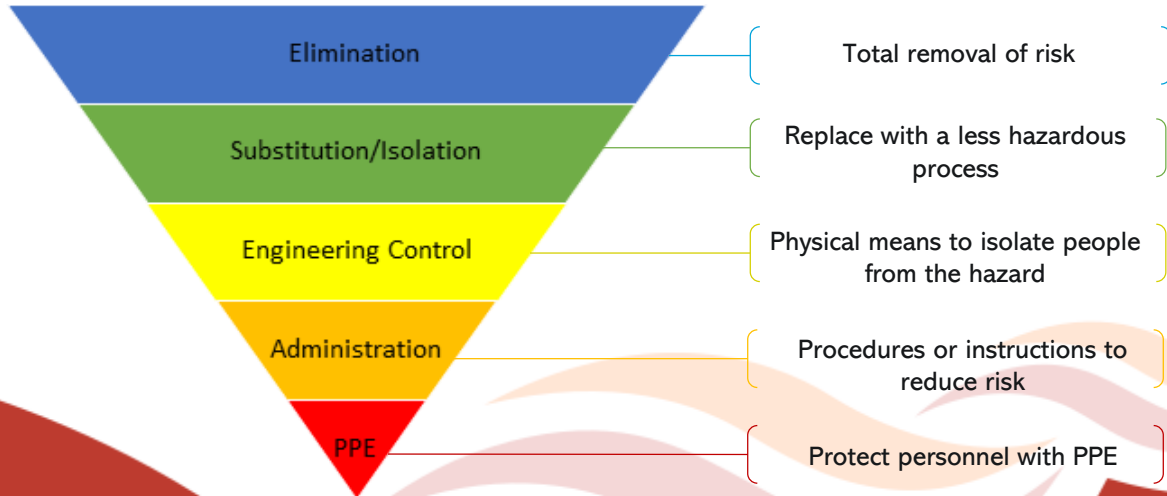 Elimination
Total removal of risk
Substitution/Isolation
Replace with a less hazardous
process
Engineering Control
Physical means to isolate people
from the hazard
Administration
Procedures or instructions to
reduce risk
PPE
Protect personnel with PPE